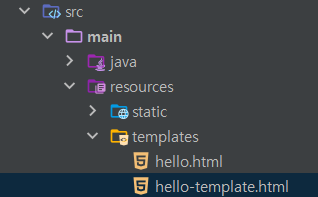 src
main
java
resources
static
templates
hello.html
hello-template.html